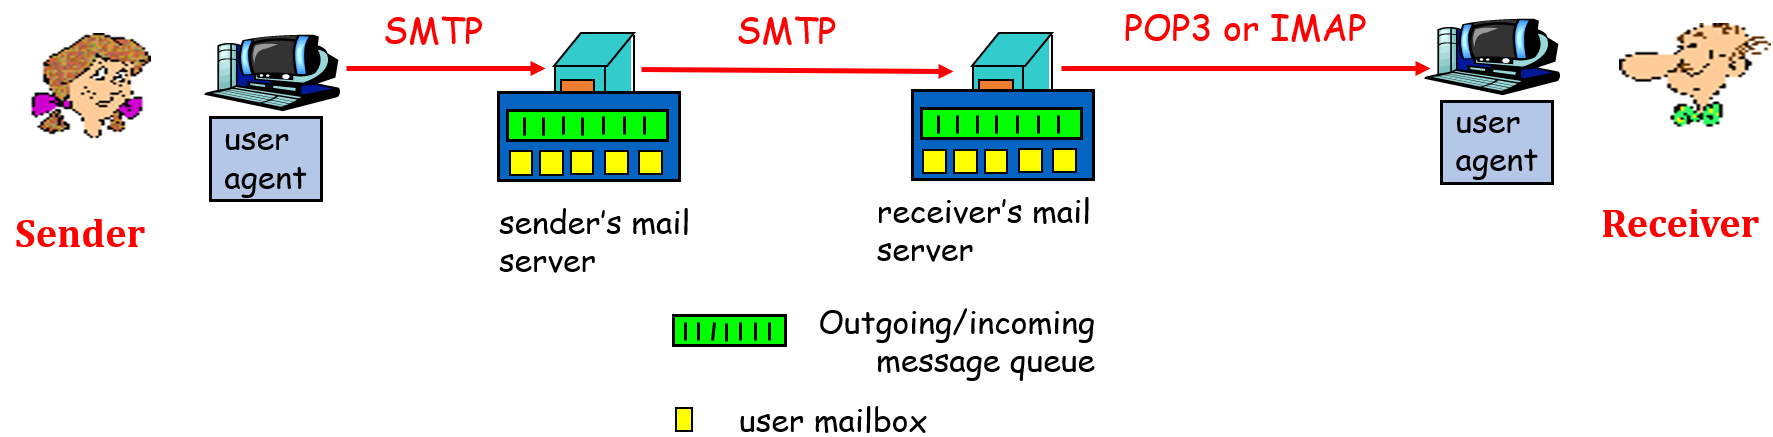 SMTP
SMTP
POP3 or IMAP
user
agent
user
agent
Sender
sender's mail
server
receiver's mail
server
Receiver
Outgoing/incoming
message queue
user mailbox